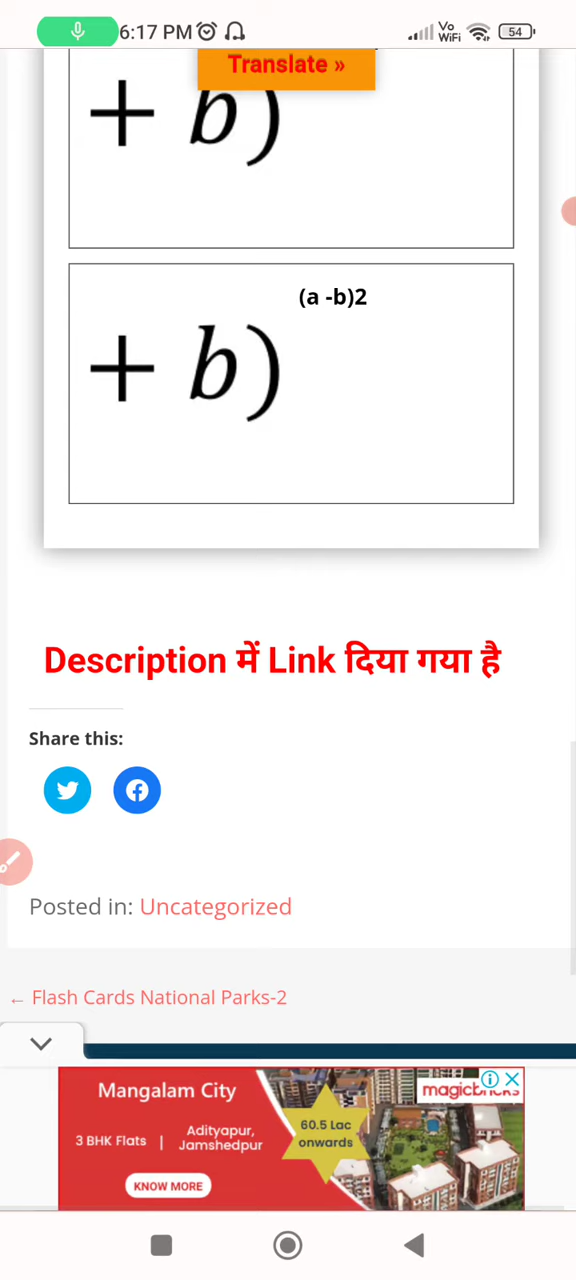 6:17 PM
Vo
WiFi
54
Translate »
+ b)
(a -b)2
+ b)
Description में Link दिया गया है
Share this:
Posted in: Uncategorized
← Flash Cards National Parks-2
Mangalam City
magicbricks
3 BHK Flats | Adityapur,
Jamshedpur
60.5 Lac
onwards
KNOW MORE